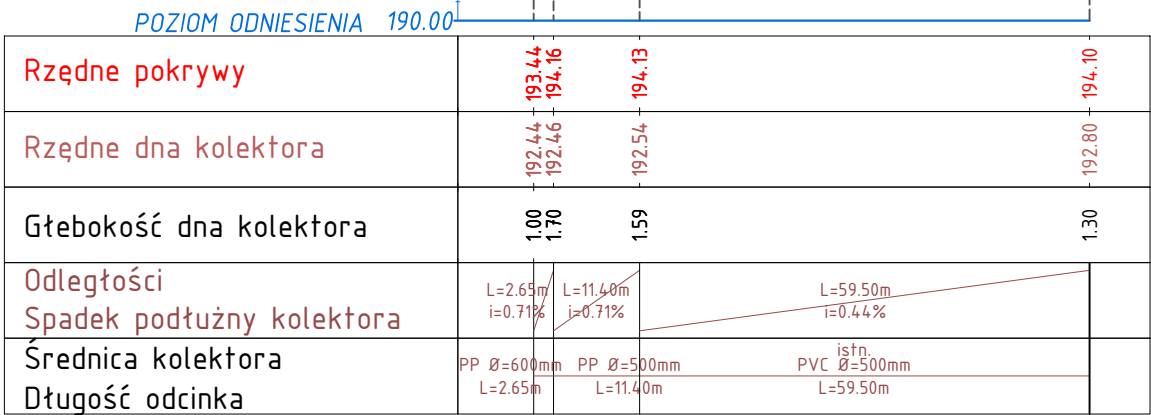 POZIOM ODNIESIENIA 190.00
Rzędne pokrywy
193.44
194.16
194.13
194.10
Rzędne dna kolektora
192.44
192.46
192.54
192.80
Głebokość dna kolektora
1.00
1.70
1.59
1.30
Odległości
Spadek podłużny kolektora
L=2.65m
i=0.71%
L=11.40m
i=0.71%
L=59.50m
i=0.44%
Średnica kolektora
Długość odcinka
PP Ø=600mm
L=2.65m
PP Ø=500mm
L=11.40m
istn.
PVC Ø=500mm
L=59.50m